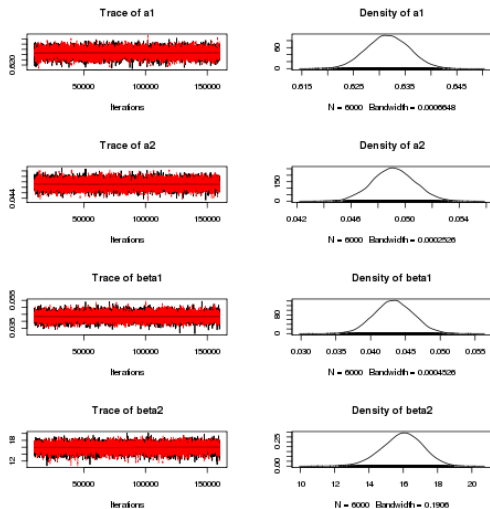 Trace of a1
0.620
50000 100000 150000
Iterations
Density of a1
0 80
0.615 0.625 0.635 0.645
N = 6000 Bandwidth = 0.0006648
Trace of a2
0.044
50000 100000 150000
Iterations
Density of a2
0 150
0.042 0.046 0.050 0.054
N = 6000 Bandwidth = 0.0002526
Trace of beta1
0.035 0.055
50000 100000 150000
Iterations
Density of beta1
0 80
0.030 0.035 0.040 0.045 0.050 0.055
N = 6000 Bandwidth = 0.0004526
Trace of beta2
12 18
50000 100000 150000
Iterations
Density of beta2
0.00 0.25
10 12 14 16 18 20
N = 6000 Bandwidth = 0.1906